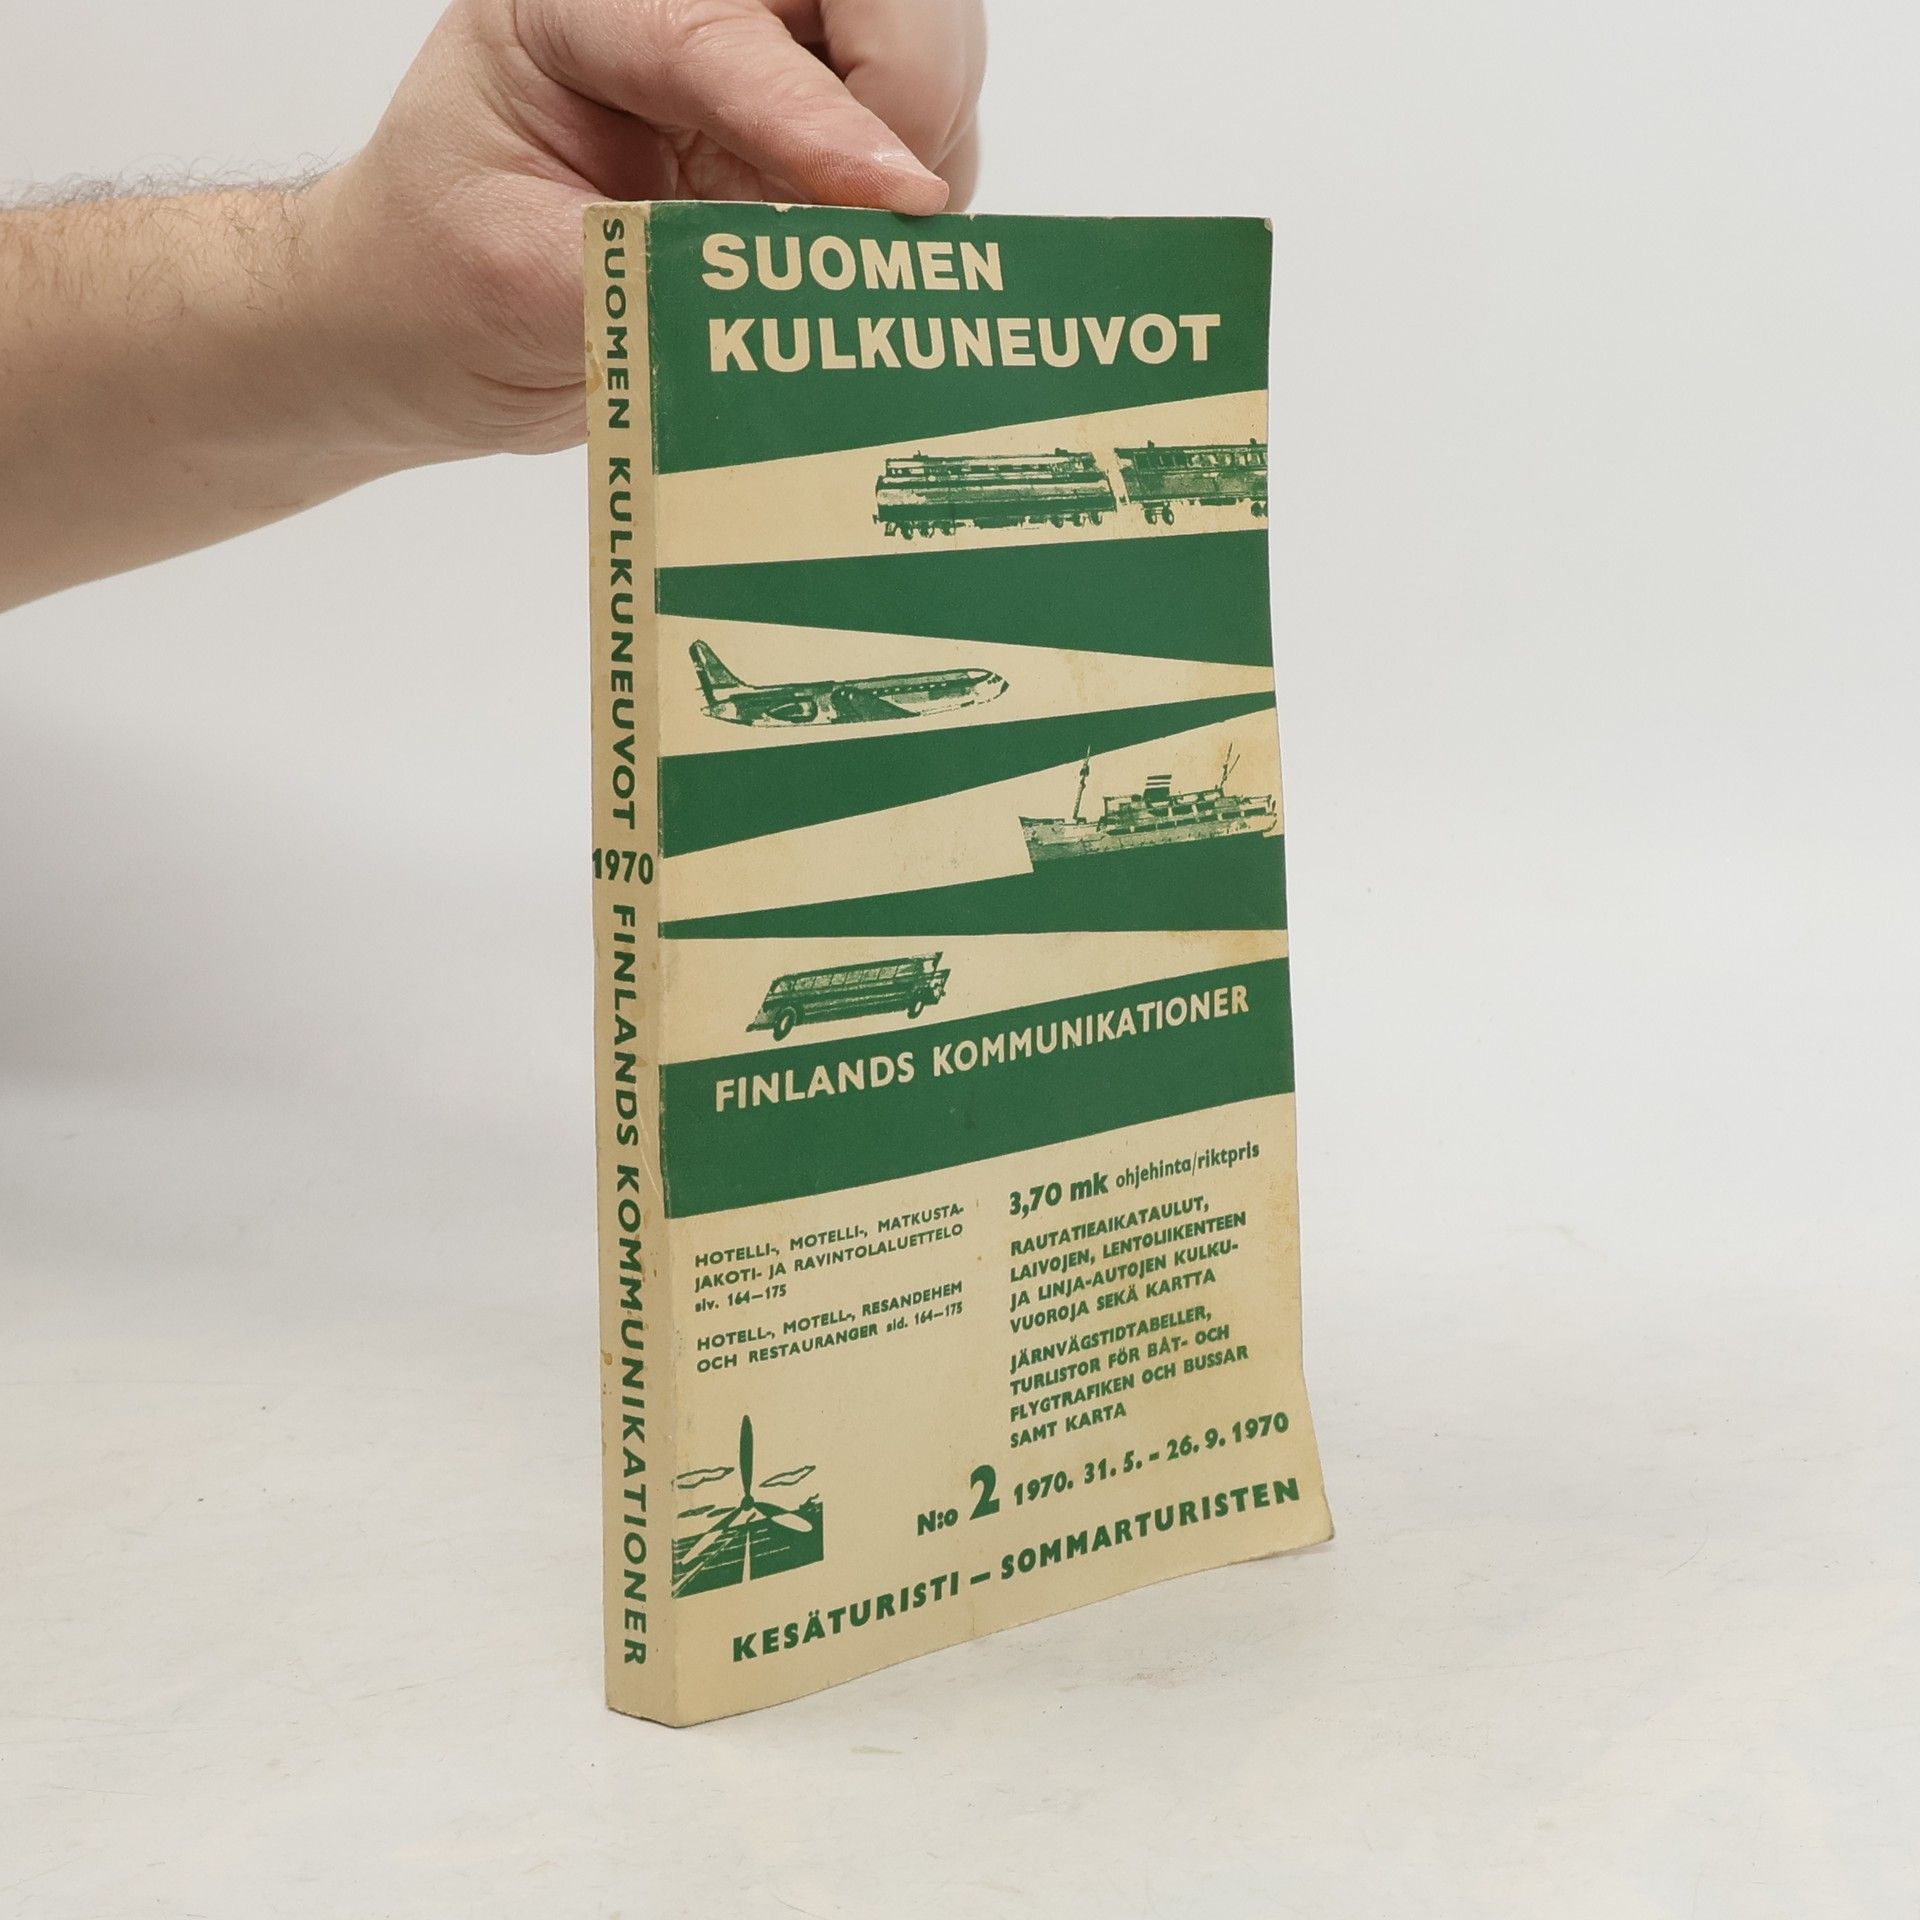 SUOMEN KULKUNEUVOT 1970 FINLANDS KOMMUNIKATIONER
SUOMEN
KULKUNEUVOT
FINLANDS KOMMUNIKATIONER
HOTELLI-, MOTELLI-, MATKUSTA-
JAKOTI- JA RAVINTOLALUETTELO
siv. 164—175
HOTELL-, MOTELL-, RESANDEHEM
OCH RESTAURANGER sid. 164—175
3,70 mk ohjehinta/riktpris
RAUTATIEAIKATAULUT,
LAIVOJEN, LENTOLIIKENTEEN
JA LINJA-AUTOJEN KULKU-
VUOROJA SEKÄ KARTTA
JÄRNVÄGSTIDTABELLER,
TURLISTOR FÖR BÅT- OCH
FLYGTRAFIKEN OCH BUSSAR
SAMT KARTA
N:o 2 1970. 31. 5. - 26. 9. 1970
KESÄTURISTI — SOMMARTURISTEN